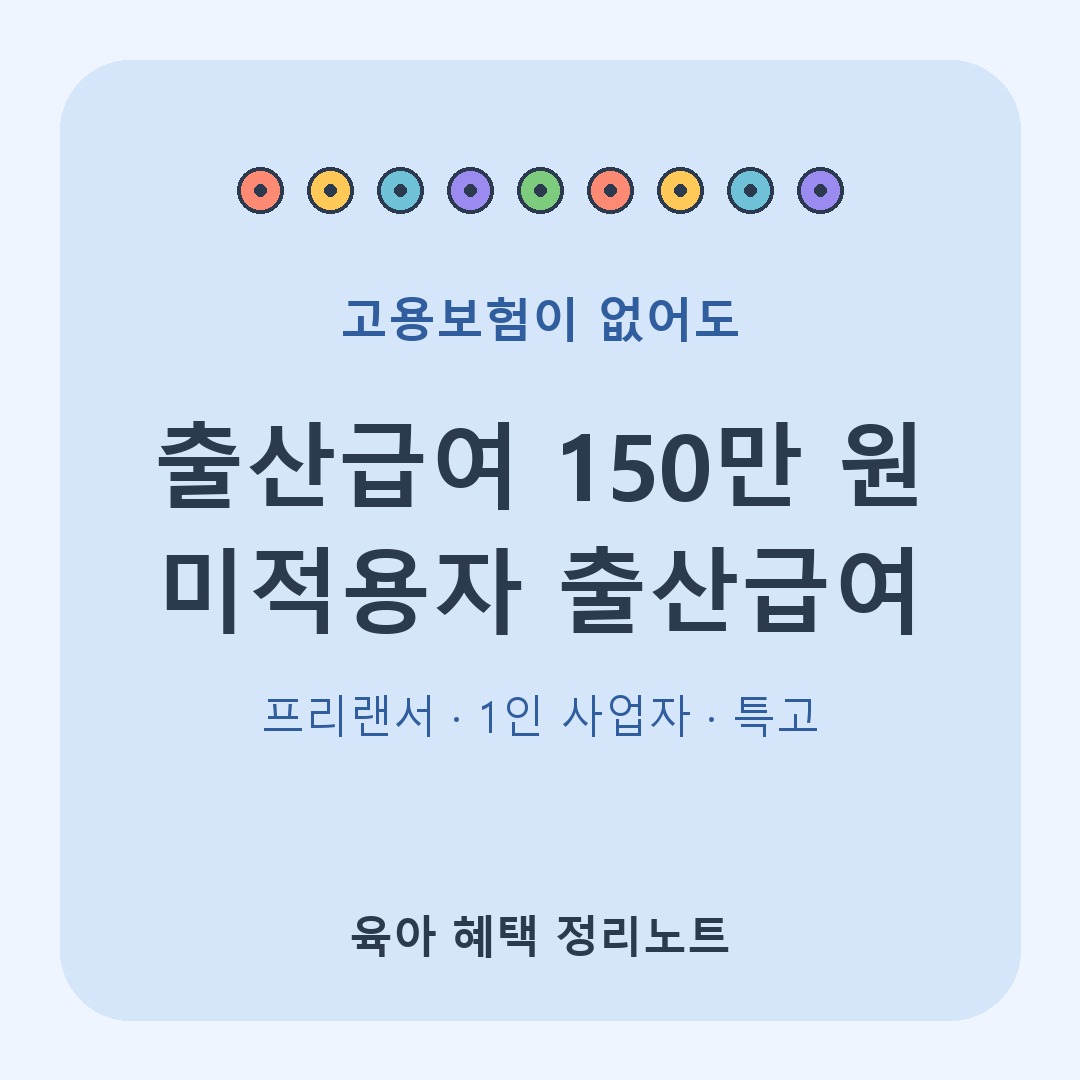 고용보험이 없어도
출산급여 150만 원
미적용자 출산급여
프리랜서 · 1인 사업자 · 특고
육아 혜택 정리노트